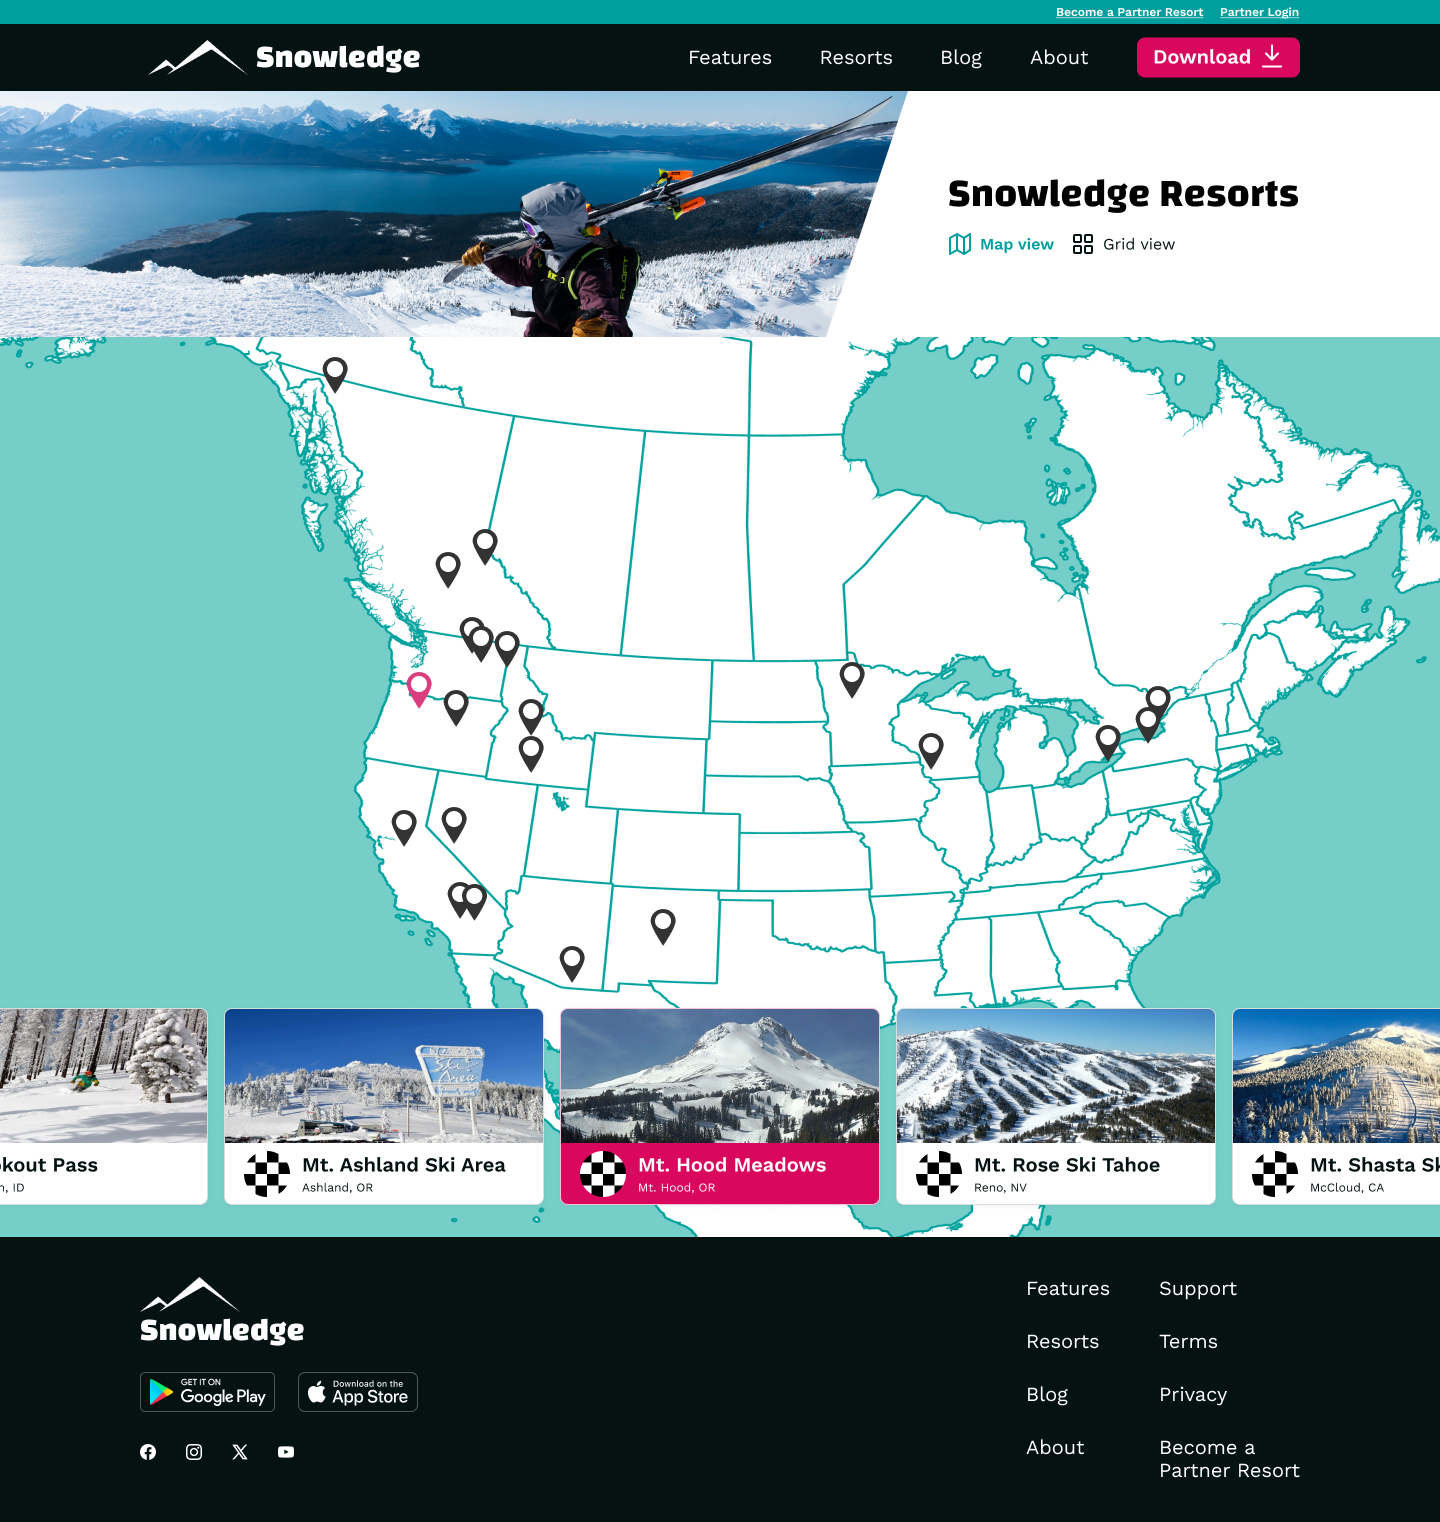 Become a Partner Resort Partner Login
Snowledge Features Resorts Blog About Download
Snowledge Resorts
Map view Grid view
Ski
Area
kout Pass
, ID
Mt. Ashland Ski Area
Ashland, OR
Mt. Hood Meadows
Mt. Hood, OR
Mt. Rose Ski Tahoe
Reno, NV
Mt. Shasta Sk
McCloud, CA
Snowledge
GET IT ON
Google Play
Download on the
App Store
Features
Resorts
Blog
About
Support
Terms
Privacy
Become a
Partner Resort